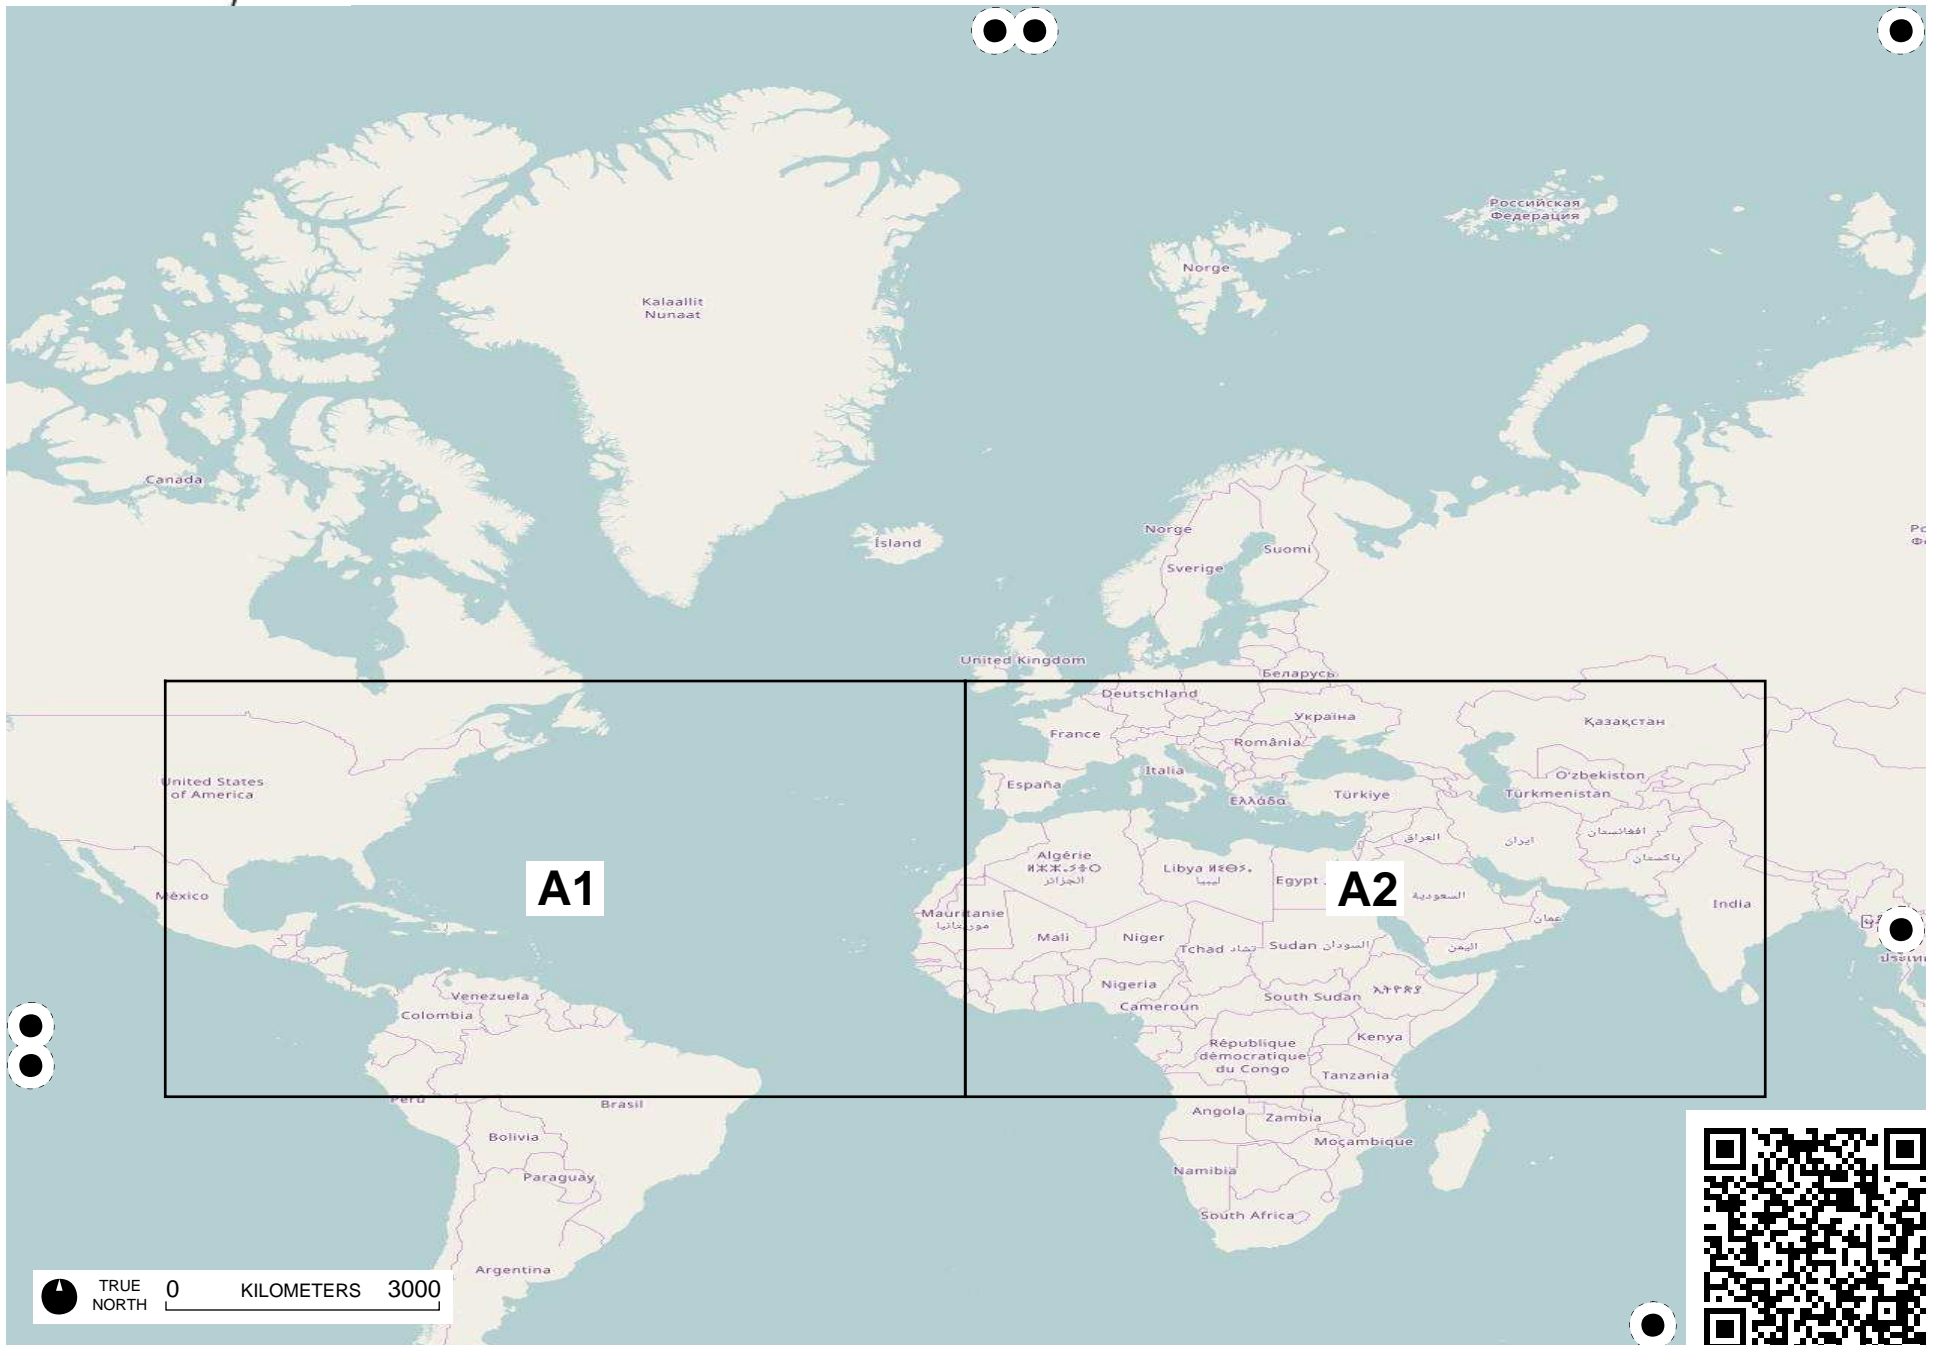 Российская
Федерация
Norge
Kalaallit
Nunaat
Canada
Ísland
Norge
Suomi
Sverige
United Kingdom
Беларусь
Deutschland
Україна
Қазақстан
France
România
España
Italia
Ελλάδα
Türkiye
O'zbekiston
Türkmenistan
United States
of America
العراق
ایران
افغانستان
پاکستان
Algérie
ⵍⵣⵣⴰⵢⴻⵔ
الجزائر
Libya
ليبيا
Egypt
A1
A2
السعودية
India
México
Mauritanie
موريتانيا
Mali
Niger
Tchad تشاد
Sudan السودان
عمان
اليمن
Venezuela
Colombia
Nigeria
Cameroun
South Sudan
ኢትዮጵያ
République
démocratique
du Congo
Kenya
Tanzania
Perú
Brasil
Angola
Zambia
Bolivia
Moçambique
Paraguay
Namibia
South Africa
Argentina
TRUE
NORTH
0 KILOMETERS 3000